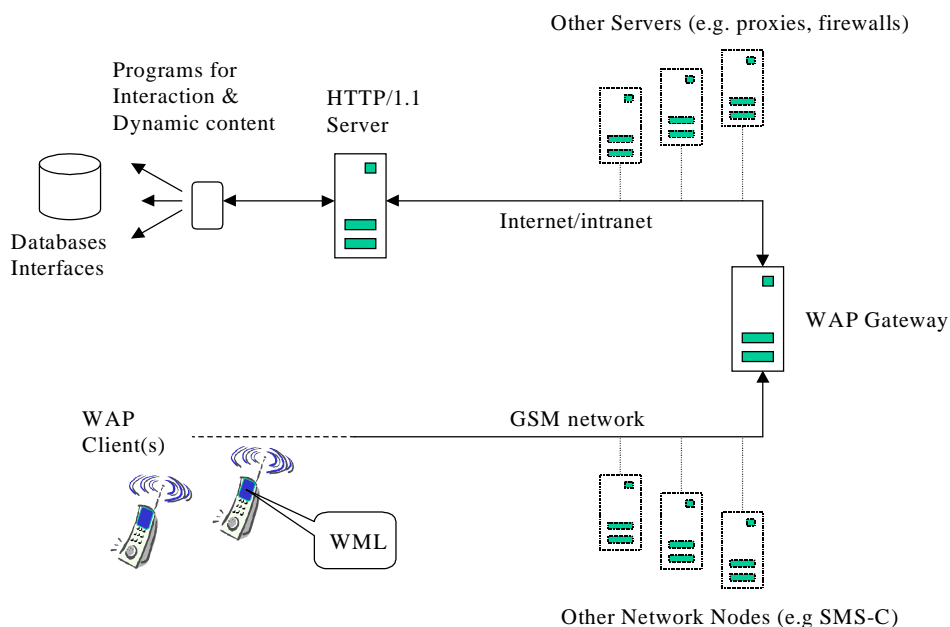 Other Servers (e.g. proxies, firewalls)
Programs for
Interaction &
Dynamic content
HTTP/1.1
Server
Databases
Interfaces
Internet/intranet
WAP Gateway
WAP
Client(s)
GSM network
WML
Other Network Nodes (e.g SMS-C)